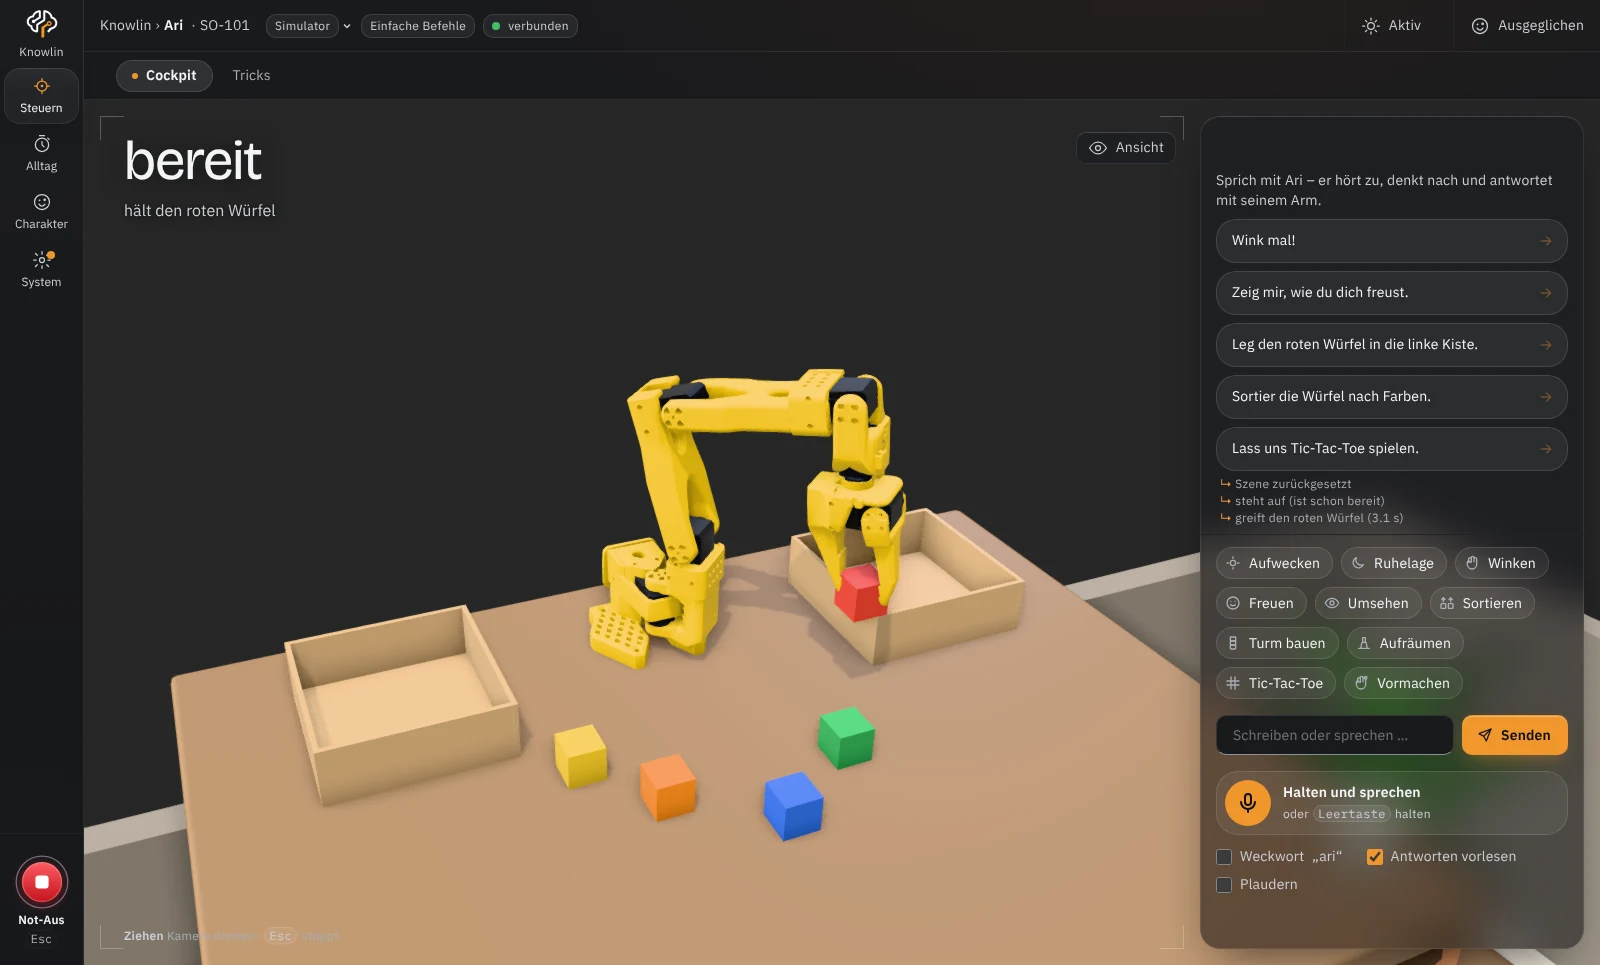 Knowlin
Knowlin › Ari · SO-101
Simulator
Einfache Befehle
verbunden
Aktiv
Ausgeglichen
Steuern
Alltag
Charakter
System
Cockpit
Tricks
bereit
hält den roten Würfel
Ansicht
Sprich mit Ari – er hört zu, denkt nach und antwortet
mit seinem Arm.
Wink mal!
Zeig mir, wie du dich freust.
Leg den roten Würfel in die linke Kiste.
Sortier die Würfel nach Farben.
Lass uns Tic-Tac-Toe spielen.
↳ Szene zurückgesetzt
↳ steht auf (ist schon bereit)
↳ greift den roten Würfel (3.1 s)
Aufwecken
Ruhelage
Winken
Freuen
Umsehen
Sortieren
Turm bauen
Aufräumen
Tic-Tac-Toe
Vormachen
Schreiben oder sprechen …
Senden
Halten und sprechen
oder Leertaste halten
Weckwort „ari“
Antworten vorlesen
Plaudern
Not-Aus
Esc
Ziehen Kamera drehen · Esc stoppt